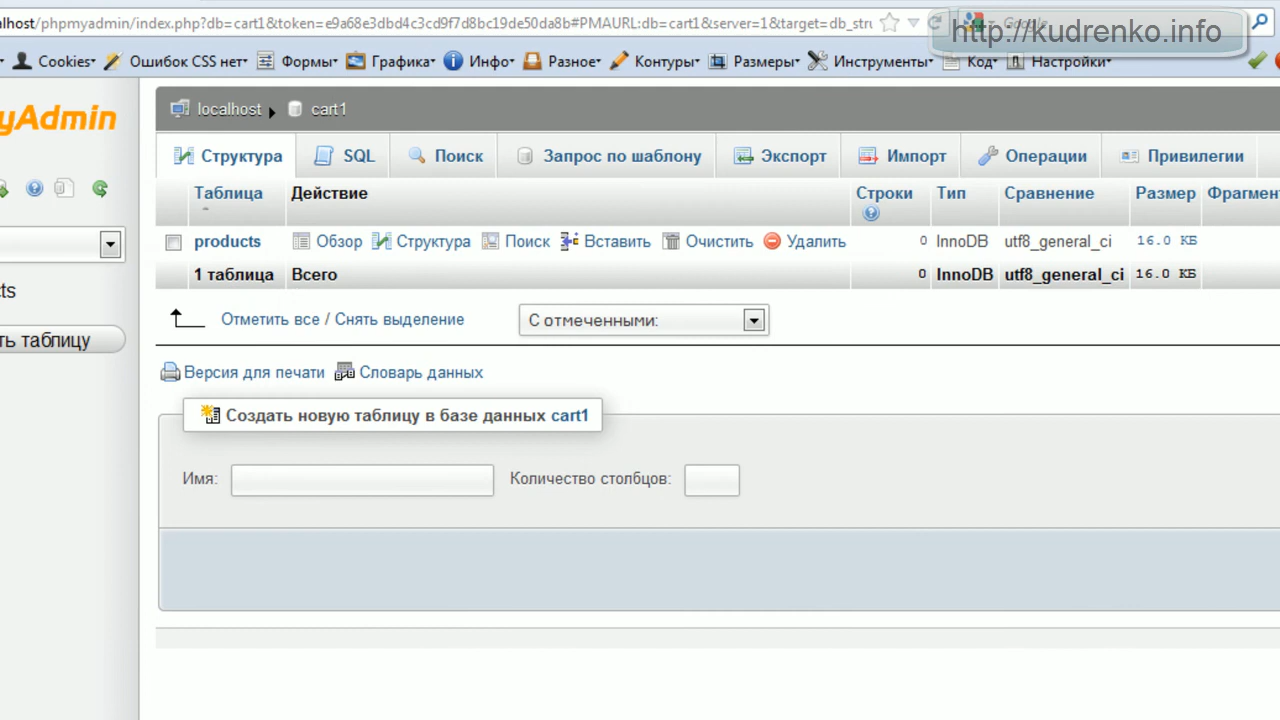 lhost/phpmyadmin/index.php?db=cart1&token=e9a68e3dbd4c3cd9f7d8bc19de50da8b#PMAURL:db=cart1&server=1&target=db_stru
Google
http://kudrenko.info
Cookies Ошибок CSS нет Формы Графика Инфо Разное Контуры Размеры Инструменты Код Настройки
yAdmin
localhost cart1
Структура SQL Поиск Запрос по шаблону Экспорт Импорт Операции Привилегии
Таблица Действие Строки Тип Сравнение Размер Фрагмент
products Обзор Структура Поиск Вставить Очистить Удалить 0 InnoDB utf8_general_ci 16.0 КБ
1 таблица Всего 0 InnoDB utf8_general_ci 16.0 КБ
cts
ть таблицу
Отметить все / Снять выделение С отмеченными:
Версия для печати Словарь данных
Создать новую таблицу в базе данных cart1
Имя: Количество столбцов: